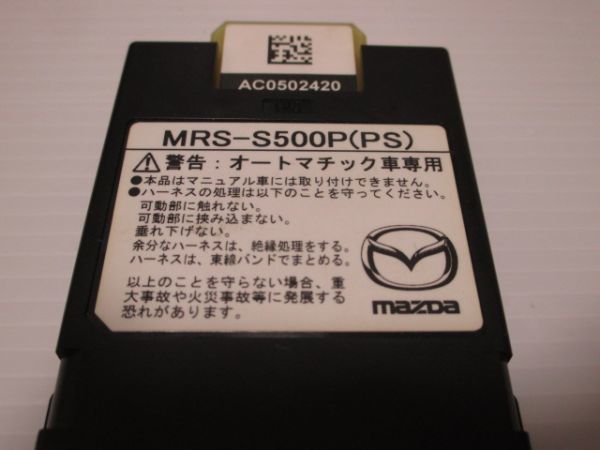 AC0502420
MRS-S500P(PS)
警告：オートマチック車専用
●本品はマニュアル車には取り付けできません。
●ハーネスの処理は以下のことを守ってください。
可動部に触れない。
可動部に挟み込まない。
垂れ下げない。
余分なハーネスは、絶縁処理をする。
ハーネスは、束線バンドでまとめる。
以上のことを守らない場合、重
大事故や火災事故等に発展する
恐れがあります。
mazda